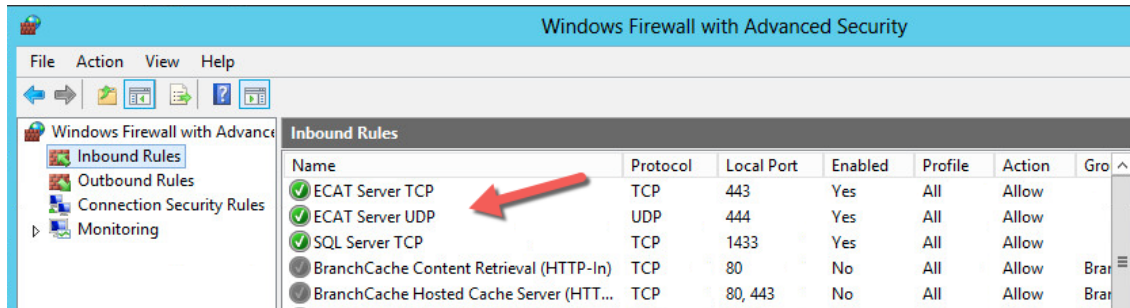 Windows Firewall with Advanced Security
File Action View Help
Windows Firewall with Advance
Inbound Rules
Outbound Rules
Connection Security Rules
Monitoring
Inbound Rules
Name Protocol Local Port Enabled Profile Action Gro
ECAT Server TCP TCP 443 Yes All Allow
ECAT Server UDP UDP 444 Yes All Allow
SQL Server TCP TCP 1433 Yes All Allow
BranchCache Content Retrieval (HTTP-In) TCP 80 No All Allow Brar
BranchCache Hosted Cache Server (HTT... TCP 80, 443 No All Allow Brar